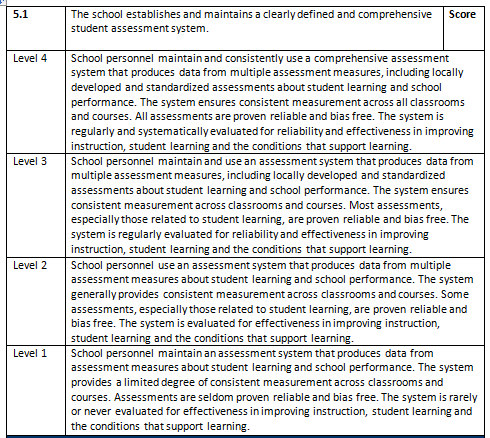 5.1 The school establishes and maintains a clearly defined and comprehensive Score
student assessment system.
Level 4 School personnel maintain and consistently use a comprehensive assessment
system that produces data from multiple assessment measures, including locally
developed and standardized assessments about student learning and school
performance. The system ensures consistent measurement across all classrooms
and courses. All assessments are proven reliable and bias free. The system is
regularly and systematically evaluated for reliability and effectiveness in improving
instruction, student learning and the conditions that support learning.
Level 3 School personnel maintain and use an assessment system that produces data from
multiple assessment measures, including locally developed and standardized
assessments about student learning and school performance. The system ensures
consistent measurement across classrooms and courses. Most assessments,
especially those related to student learning, are proven reliable and bias free. The
system is regularly evaluated for reliability and effectiveness in improving
instruction, student learning and the conditions that support learning.
Level 2 School personnel use an assessment system that produces data from multiple
assessment measures about student learning and school performance. The system
generally provides consistent measurement across classrooms and courses. Some
assessments, especially those related to student learning, are proven reliable and
bias free. The system is evaluated for effectiveness in improving instruction,
student learning and the conditions that support learning.
Level 1 School personnel maintain an assessment system that produces data from
assessment measures about student learning and school performance. The system
provides a limited degree of consistent measurement across classrooms and
courses. Assessments are seldom proven reliable and bias free. The system is rarely
or never evaluated for effectiveness in improving instruction, student learning and
the conditions that support learning.